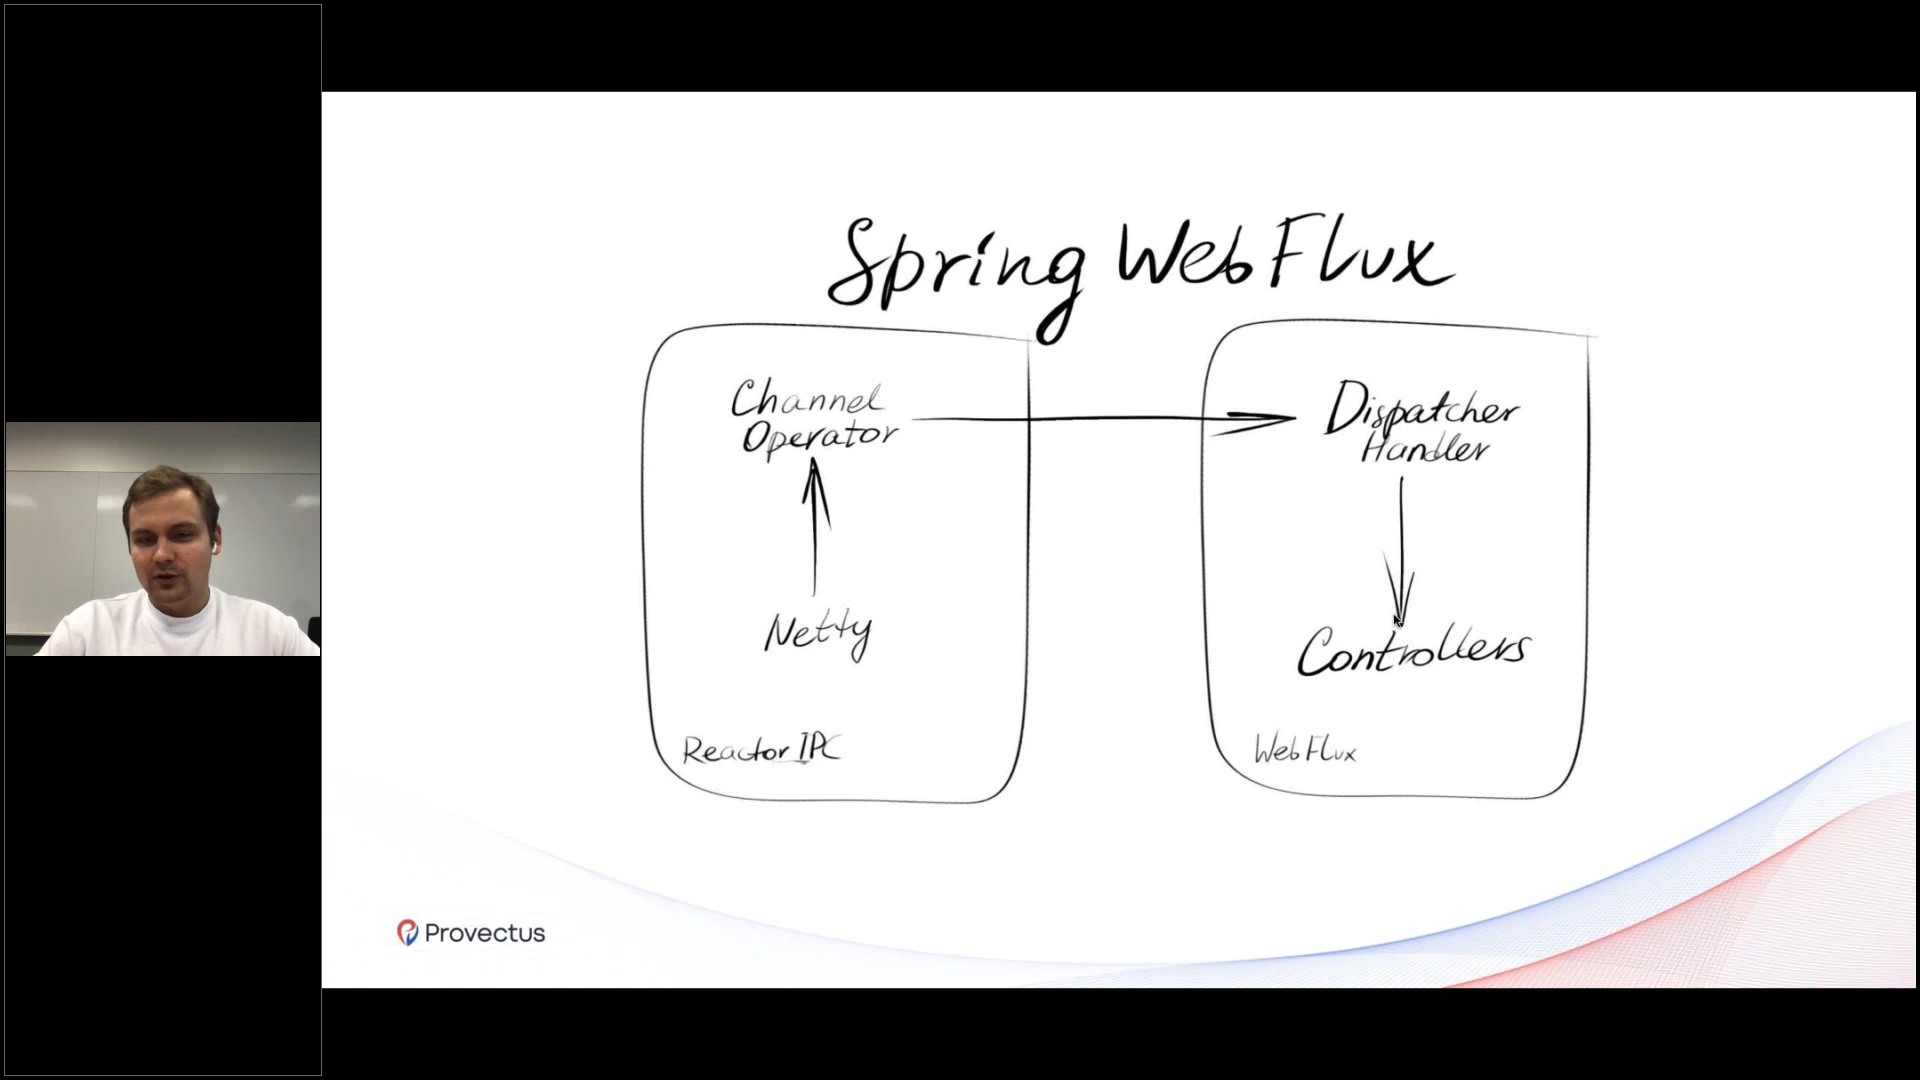 Spring WebFlux
Channel
Operator
Netty
Reactor IPC
Dispatcher
Handler
Controllers
WebFlux
Provectus